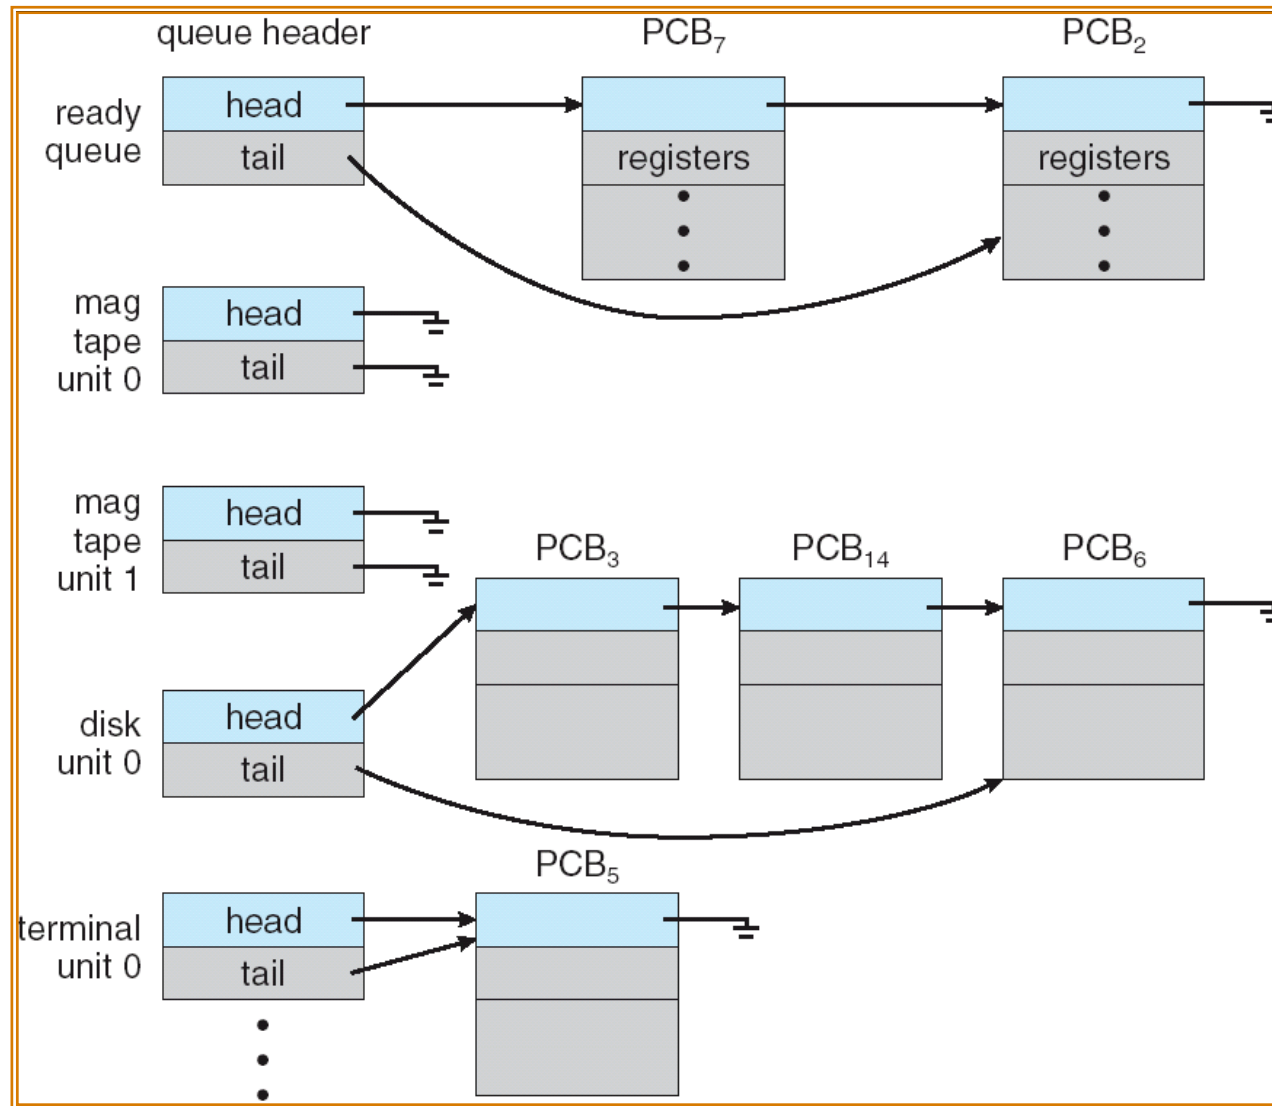 queue header
PCB₇
PCB₂
ready
queue
head
tail
registers
registers
mag
tape
unit 0
head
tail
mag
tape
unit 1
head
tail
PCB₃
PCB₁₄
PCB₆
disk
unit 0
head
tail
PCB₅
terminal
unit 0
head
tail